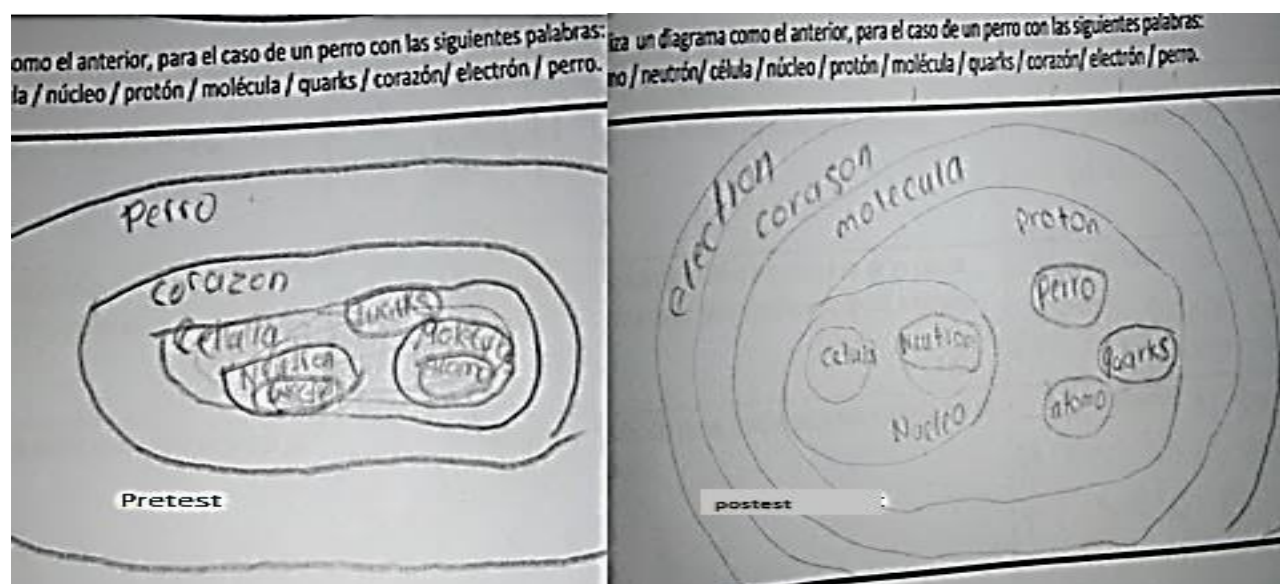 omo el anterior, para el caso de un perro con las siguientes palabras:
la / núcleo / protón / molécula / quarks / corazón/ electrón / perro.
perro
corazon
quarks
celula
Pretest
iza un diagrama como el anterior, para el caso de un perro con las siguientes palabras:
no / neutrón/ célula / núcleo / protón / molécula / quarks / corazón/ electrón / perro.
election
corason
molecula
proton
perro
celula
quarks
atomo
Nucleo
postest :